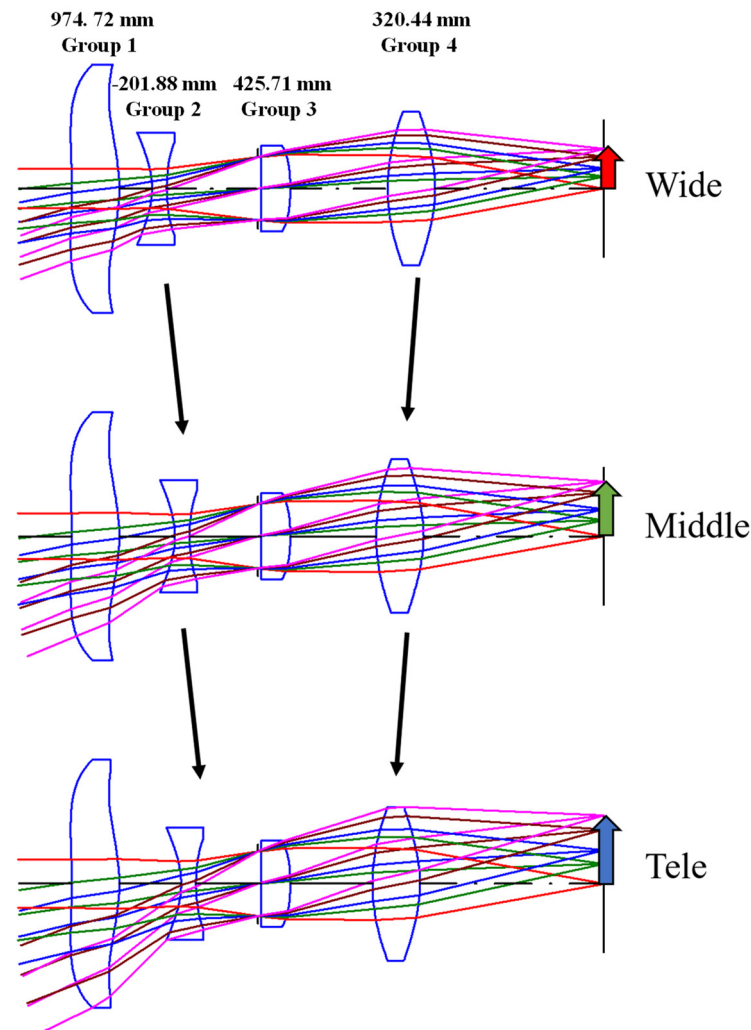 974.72 mm
Group 1
-201.88 mm
Group 2
425.71 mm
Group 3
320.44 mm
Group 4
Wide
Middle
Tele